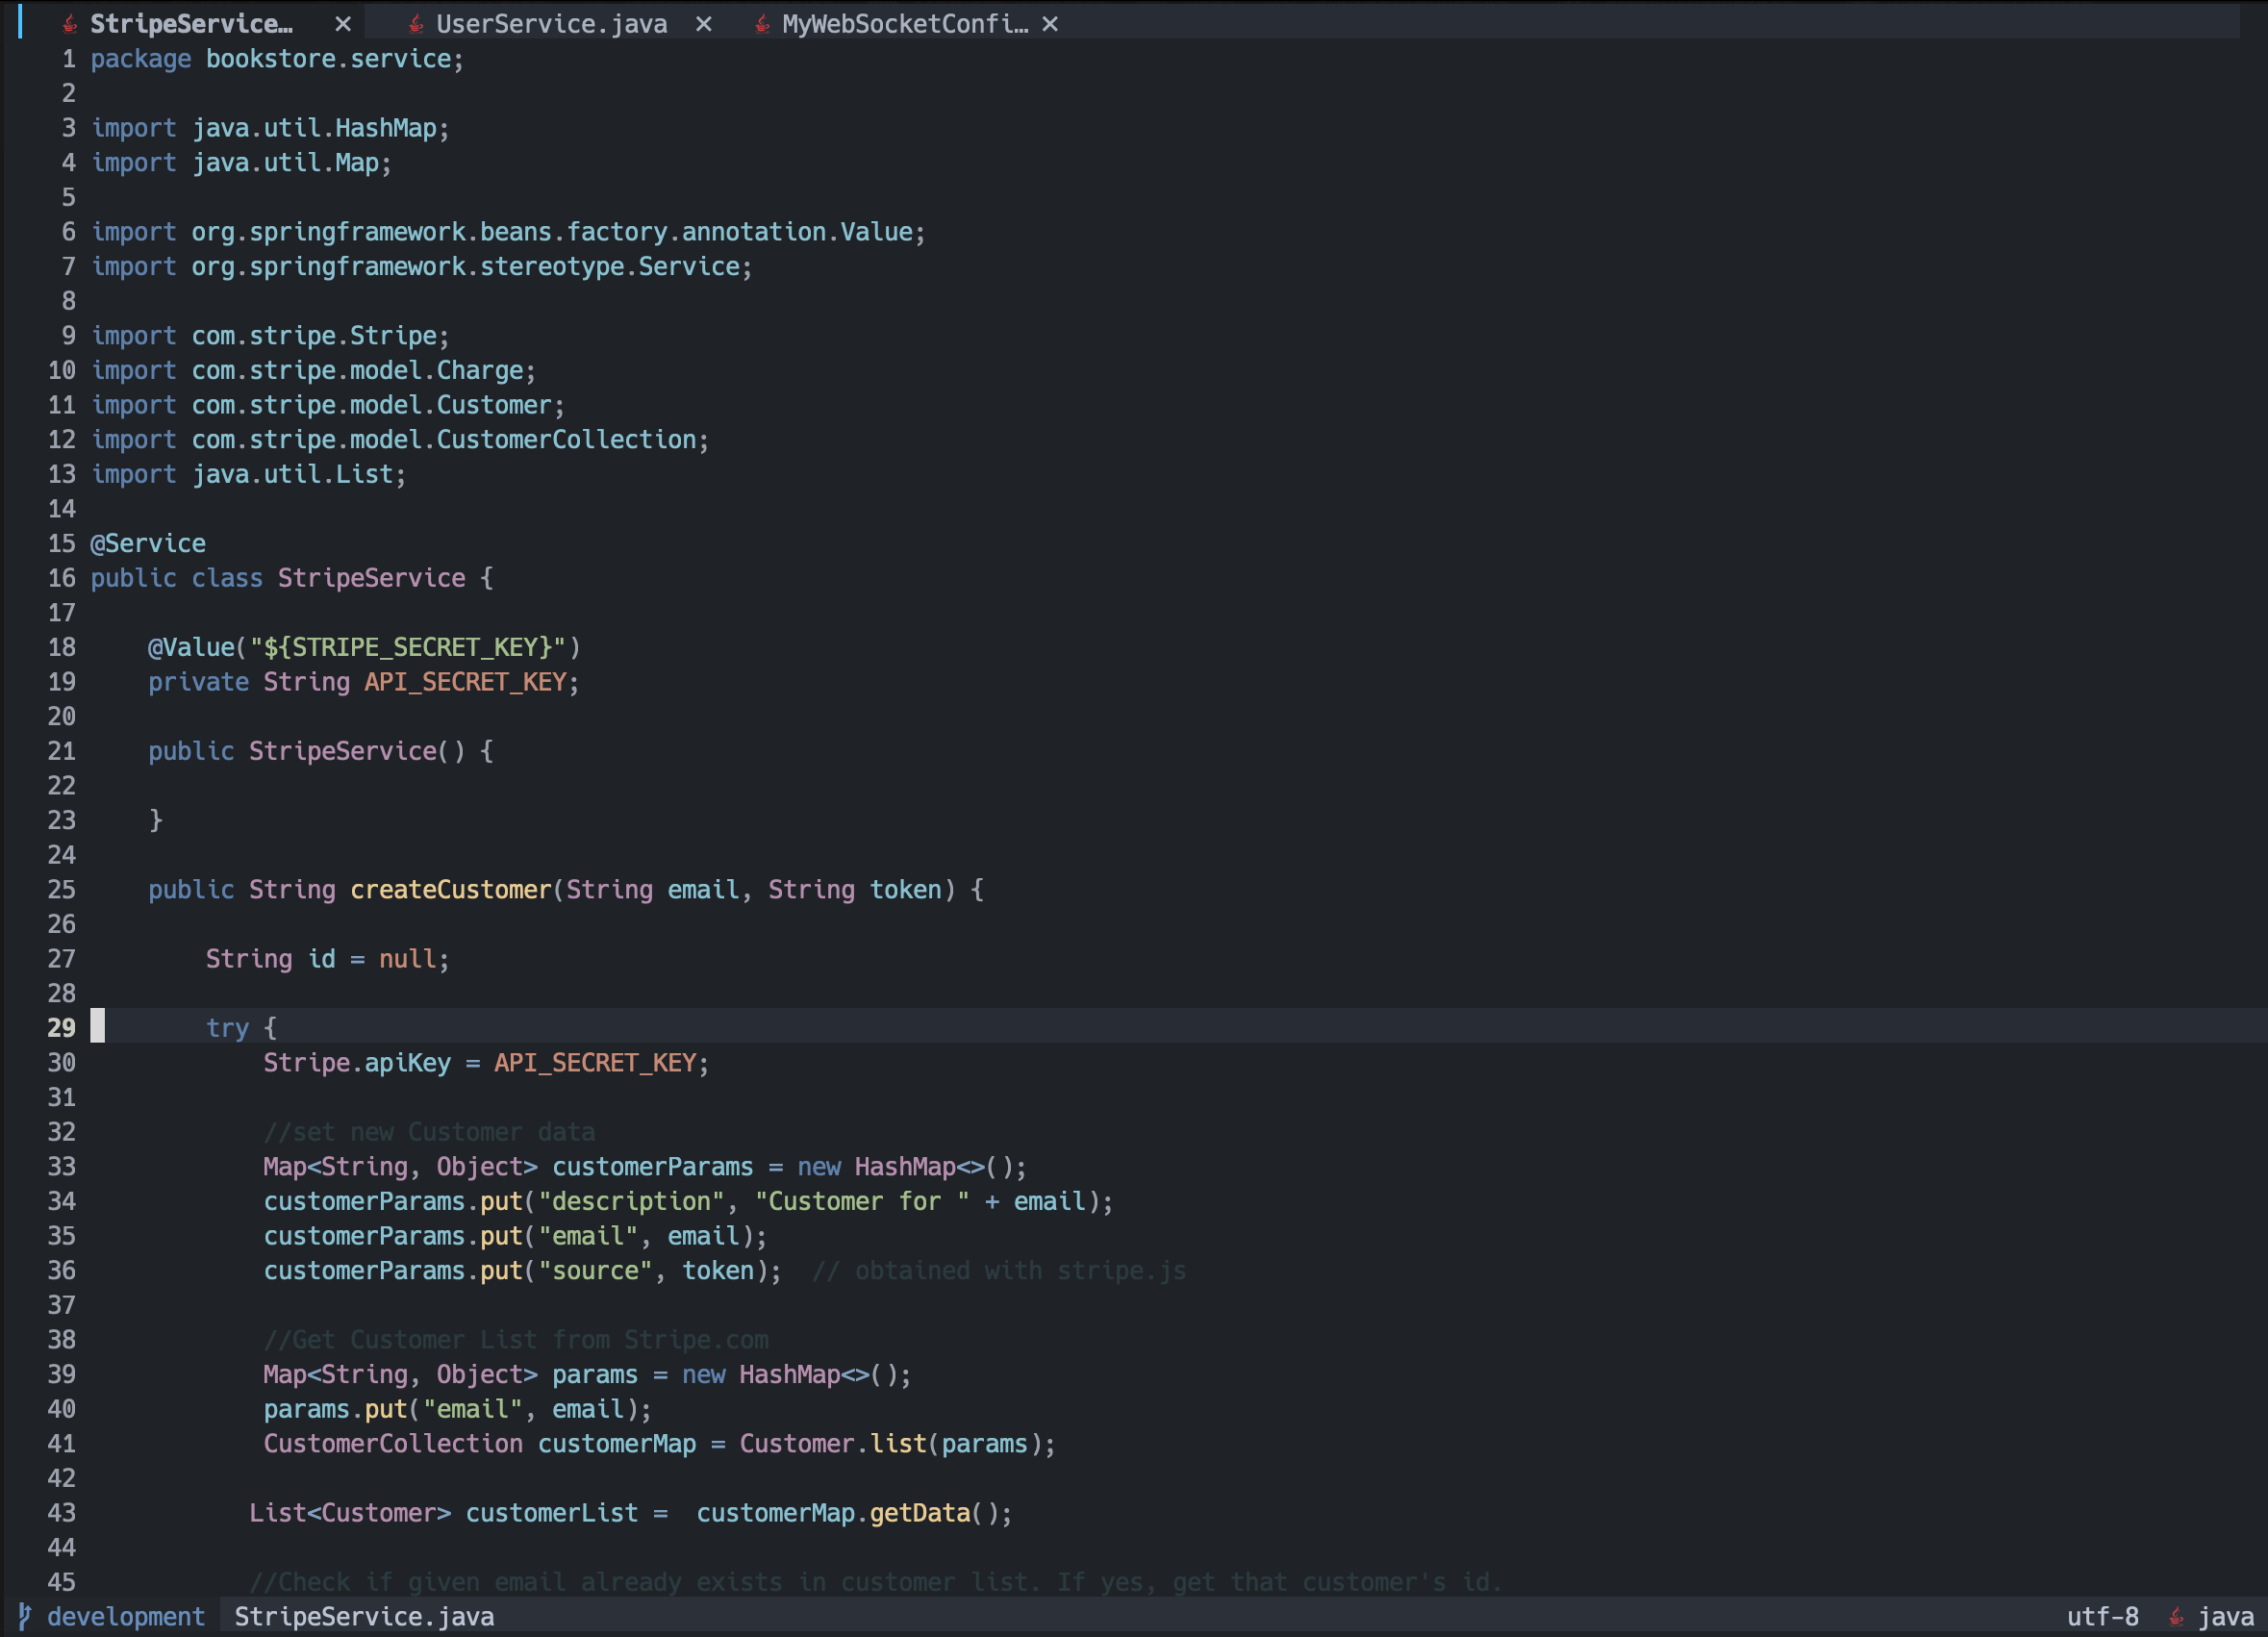 StripeService… × UserService.java × MyWebSocketConfi… ×
1 package bookstore.service;
2
3 import java.util.HashMap;
4 import java.util.Map;
5
6 import org.springframework.beans.factory.annotation.Value;
7 import org.springframework.stereotype.Service;
8
9 import com.stripe.Stripe;
10 import com.stripe.model.Charge;
11 import com.stripe.model.Customer;
12 import com.stripe.model.CustomerCollection;
13 import java.util.List;
14
15 @Service
16 public class StripeService {
17
18     @Value("${STRIPE_SECRET_KEY}")
19     private String API_SECRET_KEY;
20
21     public StripeService() {
22
23     }
24
25     public String createCustomer(String email, String token) {
26
27         String id = null;
28
29         try {
30             Stripe.apiKey = API_SECRET_KEY;
31
32             //set new Customer data
33             Map<String, Object> customerParams = new HashMap<>();
34             customerParams.put("description", "Customer for " + email);
35             customerParams.put("email", email);
36             customerParams.put("source", token);  // obtained with stripe.js
37
38             //Get Customer List from Stripe.com
39             Map<String, Object> params = new HashMap<>();
40             params.put("email", email);
41             CustomerCollection customerMap = Customer.list(params);
42
43            List<Customer> customerList =  customerMap.getData();
44
45            //Check if given email already exists in customer list. If yes, get that customer's id.
development StripeService.java utf-8 java